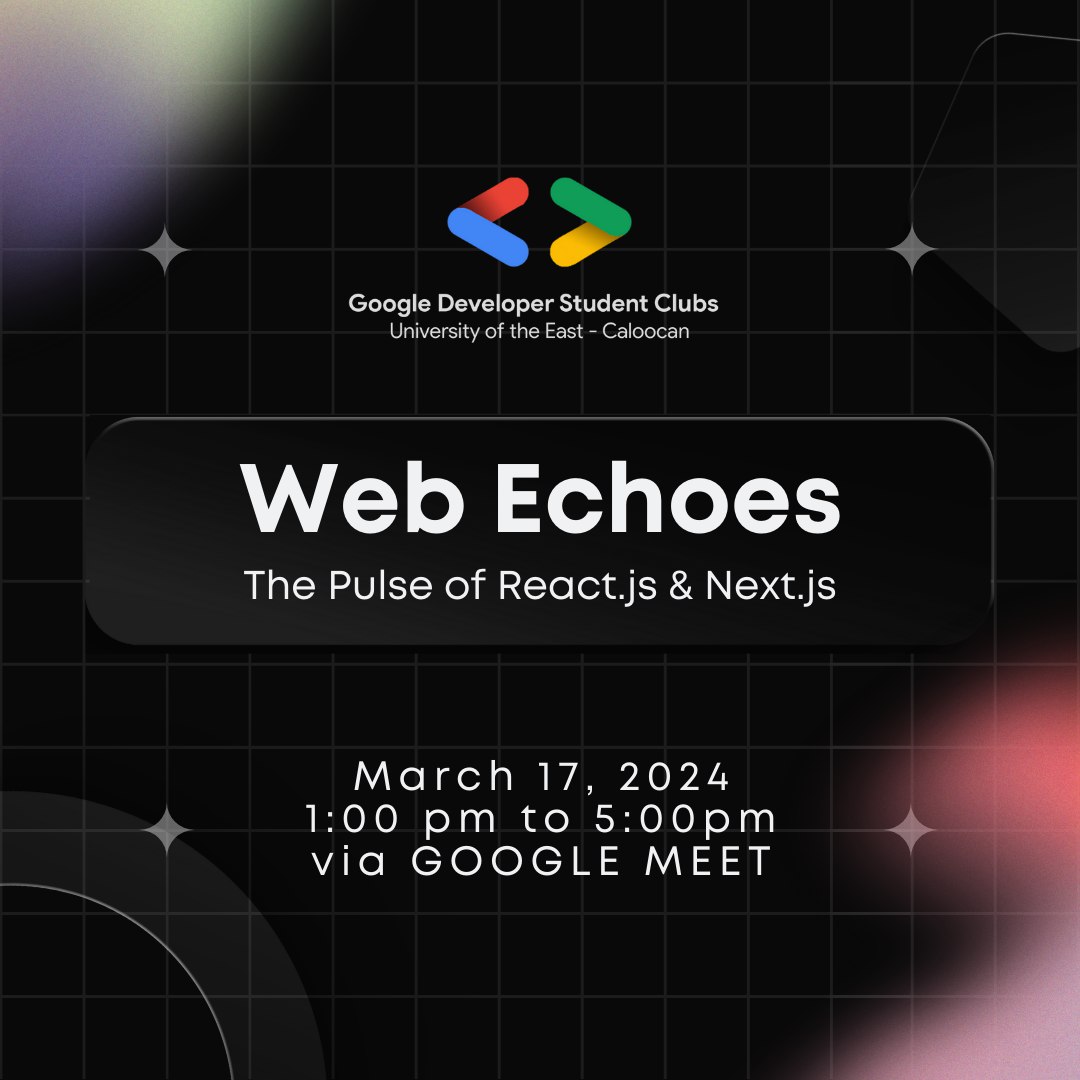 Google Developer Student Clubs
University of the East - Caloocan
Web Echoes
The Pulse of React.js & Next.js
March 17, 2024
1:00 pm to 5:00pm
via GOOGLE MEET